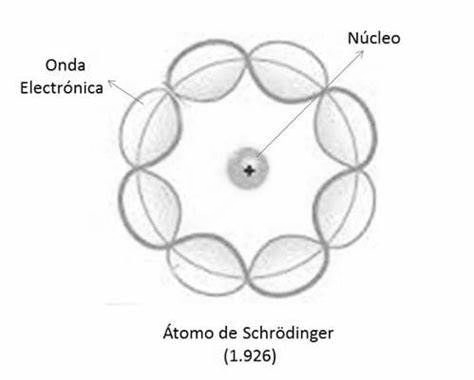 Núcleo
Onda
Electrónica
+
Átomo de Schrödinger
(1.926)